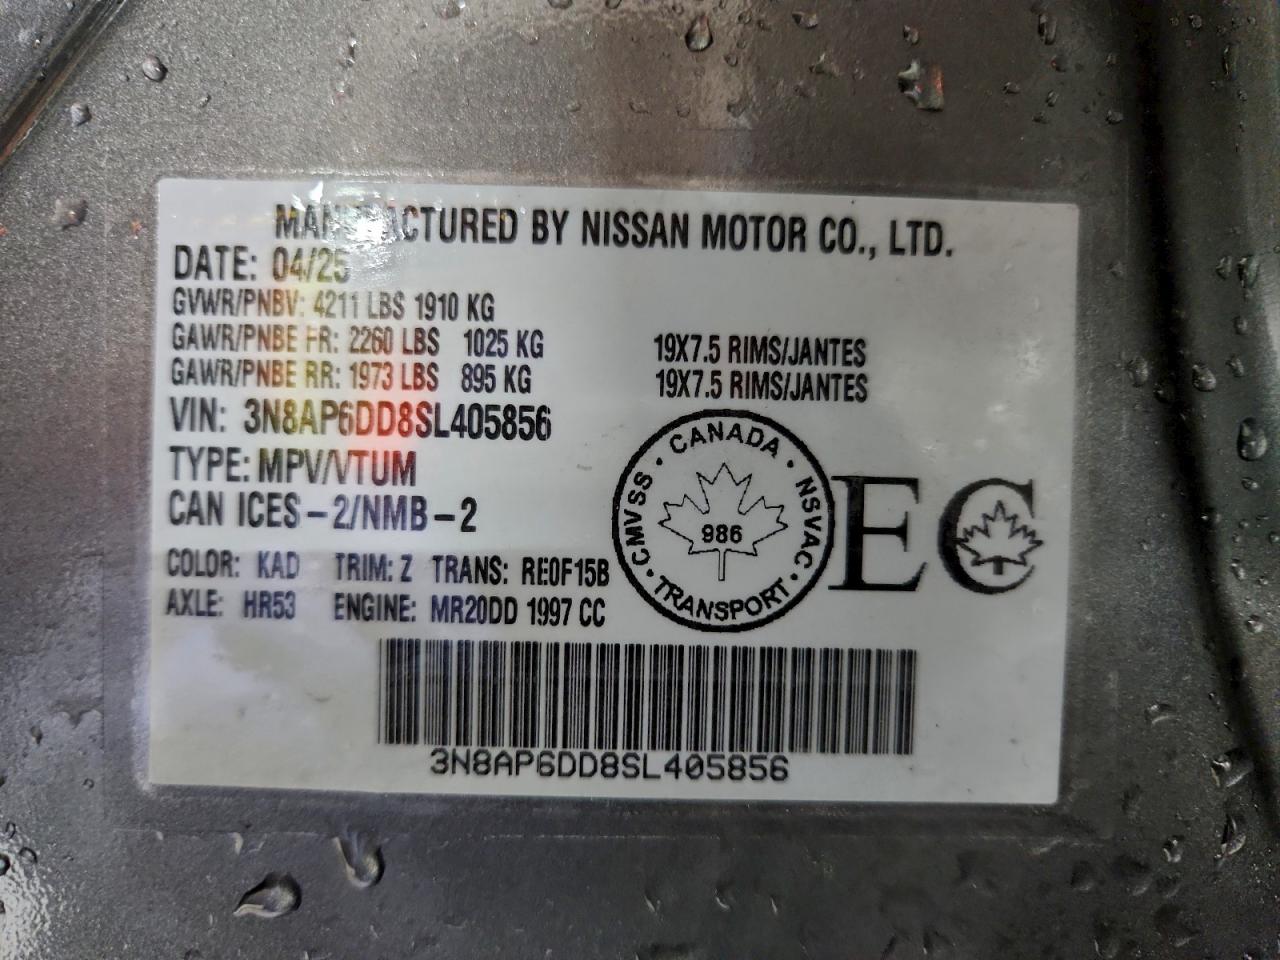 MANUFACTURED BY NISSAN MOTOR CO., LTD.
DATE: 04/25
GVWR/PNBV: 4211 LBS 1910 KG
GAWR/PNBE FR: 2260 LBS 1025 KG 19X7.5 RIMS/JANTES
GAWR/PNBE RR: 1973 LBS 895 KG 19X7.5 RIMS/JANTES
VIN: 3N8AP6DD8SL405856
TYPE: MPV/VTUM
CAN ICES-2/NMB-2
COLOR: KAD TRIM: Z TRANS: RE0F15B
AXLE: HR53 ENGINE: MR20DD 1997 CC
CANADA · NSVAC · TRANSPORT · CMVSS ·
986
EC
3N8AP6DD8SL405856